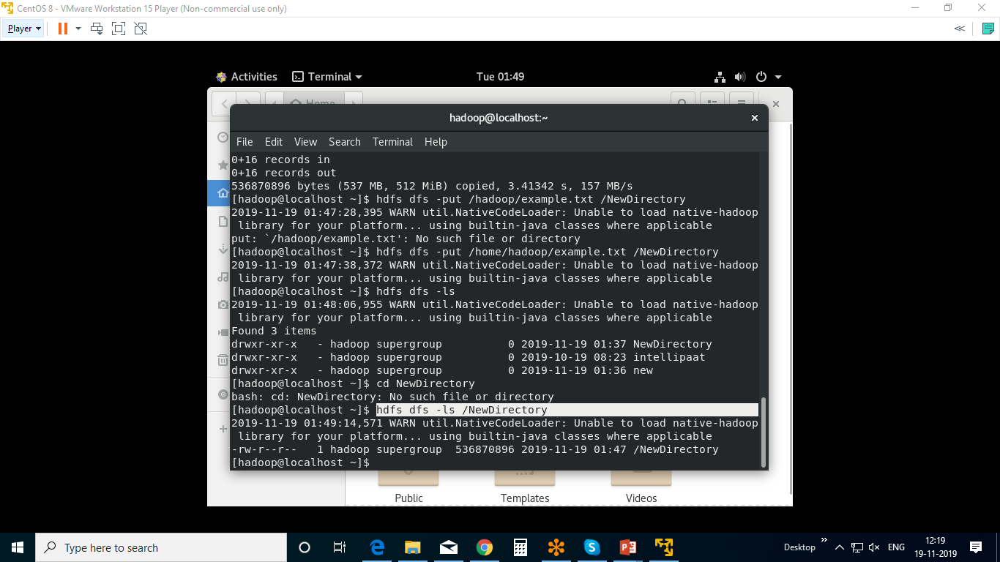 CentOS 8 - VMware Workstation 15 Player (Non-commercial use only)
Player
Activities Terminal Tue 01:49
Home
hadoop@localhost:~
File Edit View Search Terminal Help
0+16 records in
0+16 records out
536870896 bytes (537 MB, 512 MiB) copied, 3.41342 s, 157 MB/s
[hadoop@localhost ~]$ hdfs dfs -put /hadoop/example.txt /NewDirectory
2019-11-19 01:47:28,395 WARN util.NativeCodeLoader: Unable to load native-hadoop
 library for your platform... using builtin-java classes where applicable
put: `/hadoop/example.txt': No such file or directory
[hadoop@localhost ~]$ hdfs dfs -put /home/hadoop/example.txt /NewDirectory
2019-11-19 01:47:38,372 WARN util.NativeCodeLoader: Unable to load native-hadoop
 library for your platform... using builtin-java classes where applicable
[hadoop@localhost ~]$ hdfs dfs -ls
2019-11-19 01:48:06,955 WARN util.NativeCodeLoader: Unable to load native-hadoop
 library for your platform... using builtin-java classes where applicable
Found 3 items
drwxr-xr-x   - hadoop supergroup          0 2019-11-19 01:37 NewDirectory
drwxr-xr-x   - hadoop supergroup          0 2019-10-19 08:23 intellipaat
drwxr-xr-x   - hadoop supergroup          0 2019-11-19 01:36 new
[hadoop@localhost ~]$ cd NewDirectory
bash: cd: NewDirectory: No such file or directory
[hadoop@localhost ~]$ hdfs dfs -ls /NewDirectory
2019-11-19 01:49:14,571 WARN util.NativeCodeLoader: Unable to load native-hadoop
 library for your platform... using builtin-java classes where applicable
-rw-r--r--   1 hadoop supergroup  536870896 2019-11-19 01:47 /NewDirectory
[hadoop@localhost ~]$
Public Templates Videos
Type here to search
Desktop ENG 12:19
19-11-2019